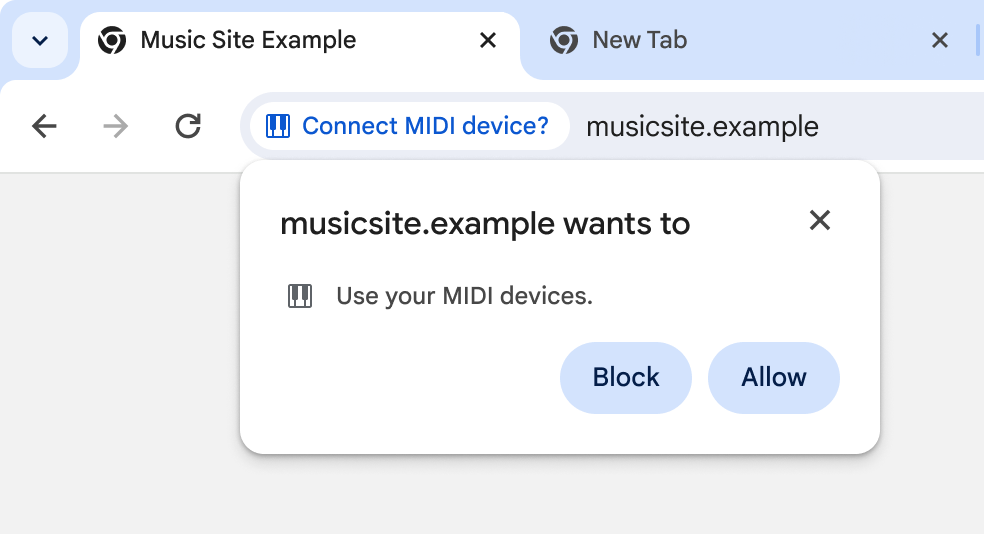 Music Site Example
New Tab
Connect MIDI device?
musicsite.example
musicsite.example wants to
Use your MIDI devices.
Block
Allow